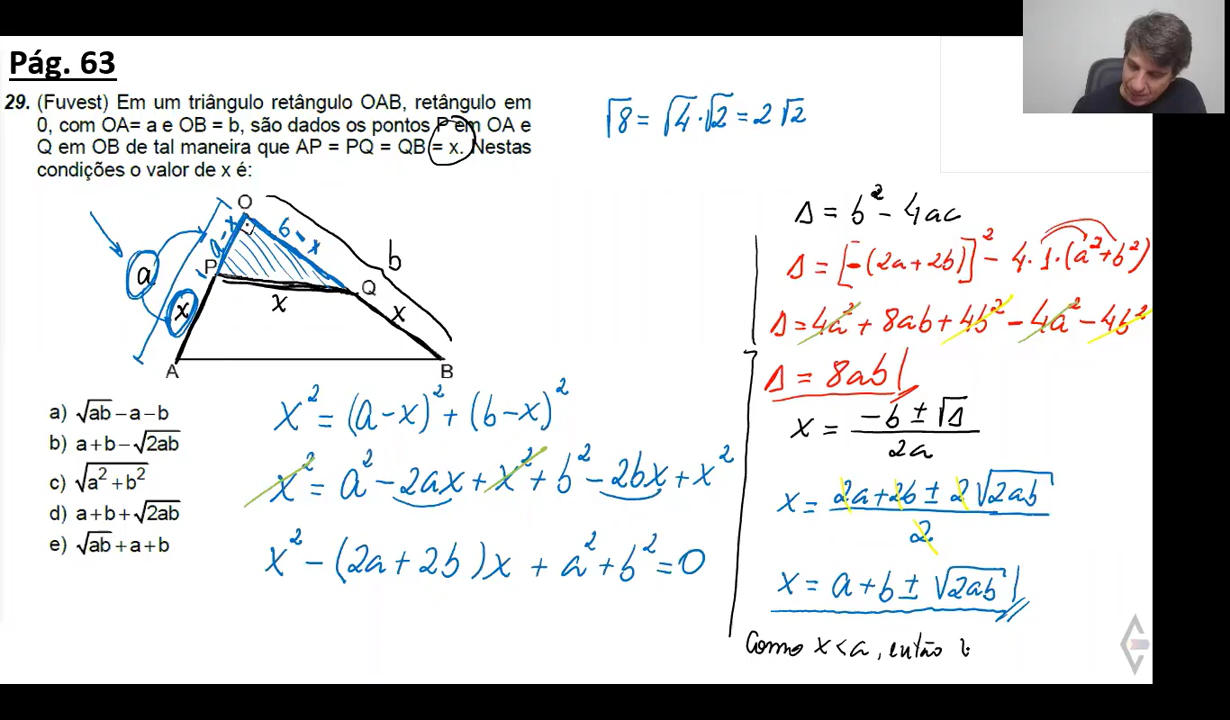 Pág. 63
29. (Fuvest) Em um triângulo retângulo OAB, retângulo em
0, com OA= a e OB = b, são dados os pontos P em OA e
Q em OB de tal maneira que AP = PQ = QB = x. Nestas
condições o valor de x é:
√8 = √4 · √2 = 2√2
O
a - x
b - x
b
a
P
Q
x
x
x
A
B
a) √ab – a – b
b) a + b – √2ab
c) √a² + b²
d) a + b + √2ab
e) √ab + a + b
x² = (a - x)² + (b - x)²
x² = a² - 2ax + x² + b² - 2bx + x²
x² - (2a + 2b)x + a² + b² = 0
Δ = b² - 4ac
Δ = [-(2a + 2b)]² - 4 · 1 · (a² + b²)
Δ = 4a² + 8ab + 4b² - 4a² - 4b²
Δ = 8ab
x = (-b ± √Δ)/2a
x = (2a + 2b ± 2√2ab)/2
x = a + b ± √2ab
Como x < a, então